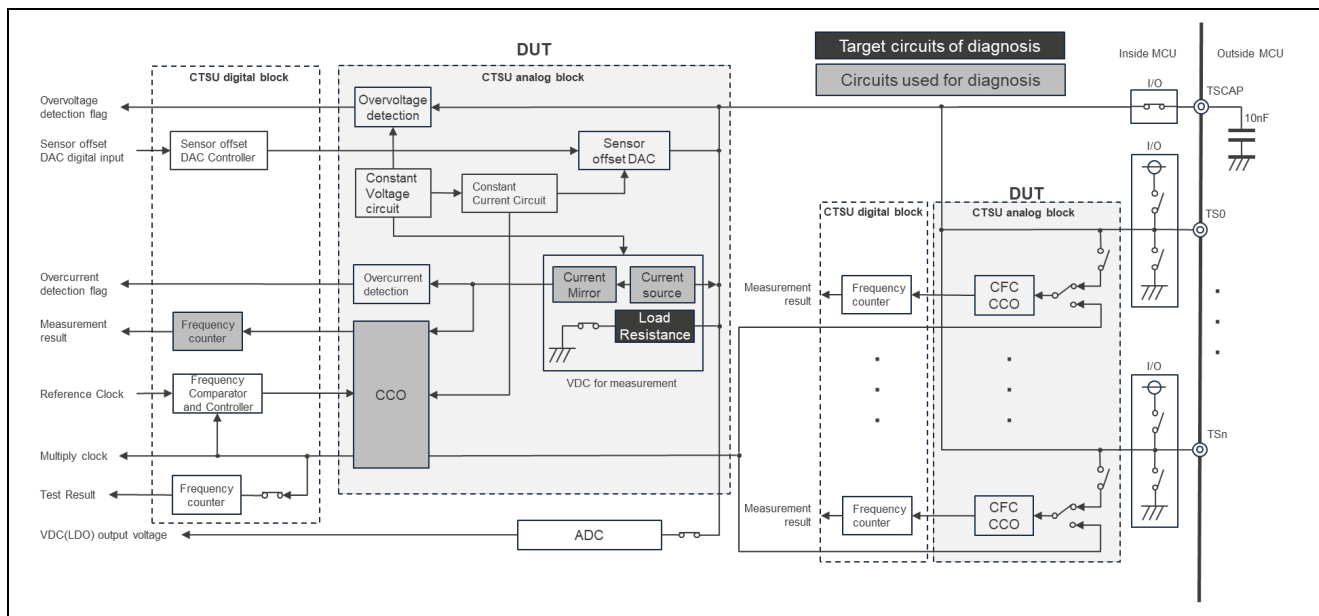 DUT
Target circuits of diagnosis
Circuits used for diagnosis
Inside MCU
Outside MCU
CTSU digital block
CTSU analog block
Overvoltage
detection flag
Overvoltage
detection
I/O
TSCAP
10nF
Sensor offset
DAC digital input
Sensor offset
DAC Controller
Sensor
offset DAC
Constant
Voltage
circuit
Constant
Current Circuit
I/O
DUT
CTSU digital block
CTSU analog block
TS0
Overcurrent
detection flag
Overcurrent
detection
Current
Mirror
Current
source
Load
Resistance
VDC for measurement
Measurement
result
Frequency
counter
CFC
CCO
Measurement
result
Frequency
counter
CCO
Reference Clock
Frequency
Comparator
and Controller
I/O
TSn
Multiply clock
Test Result
Frequency
counter
Measurement
result
Frequency
counter
CFC
CCO
VDC(LDO) output voltage
ADC